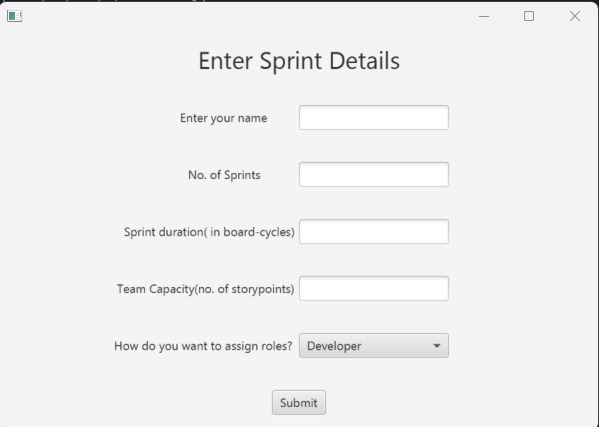 Enter Sprint Details
Enter your name
No. of Sprints
Sprint duration( in board-cycles)
Team Capacity(no. of storypoints)
How do you want to assign roles? Developer
Submit